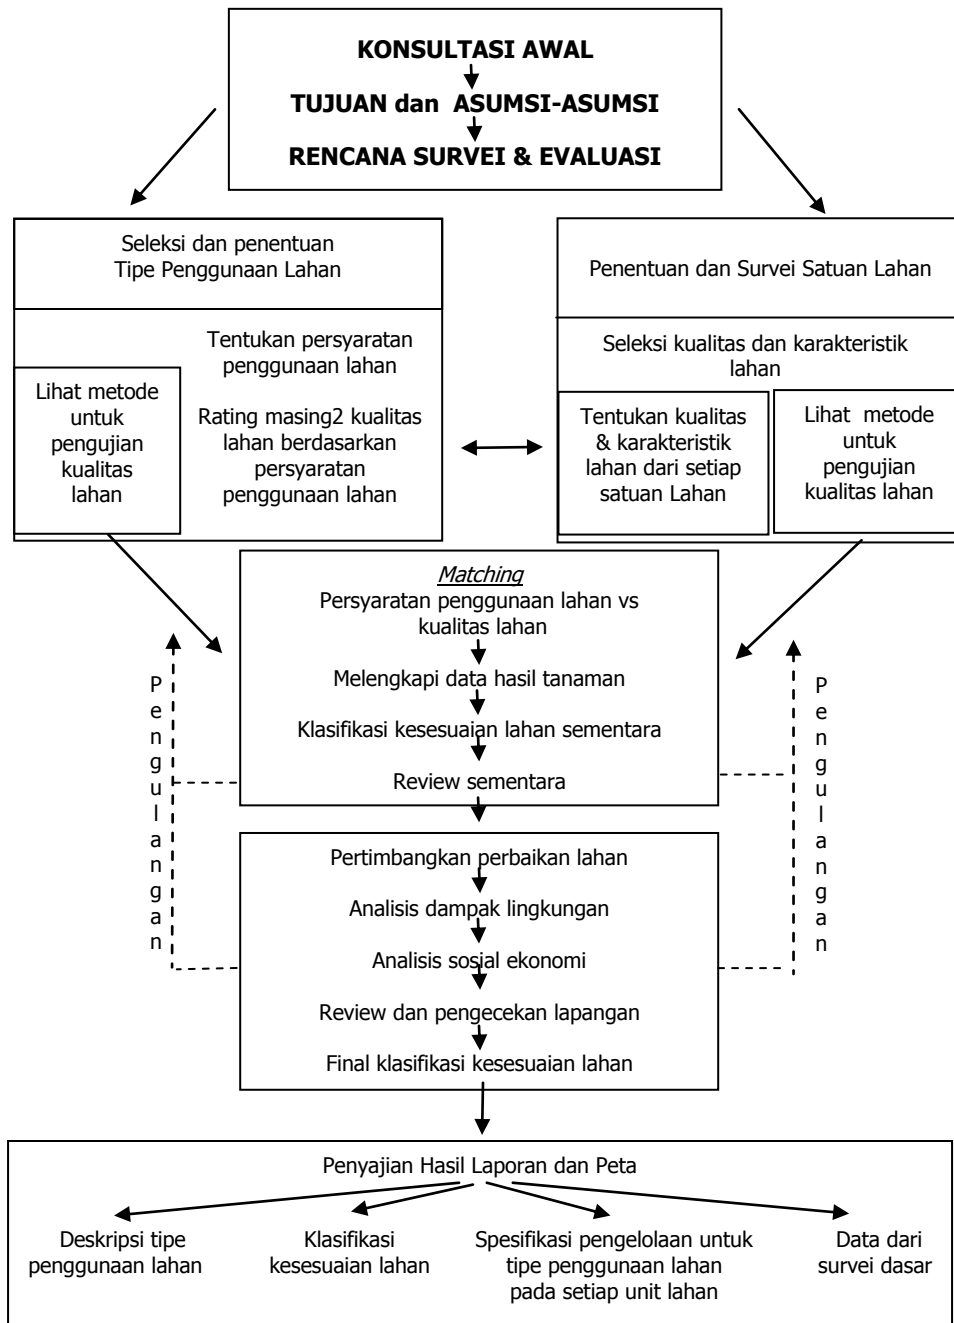 KONSULTASI AWAL
TUJUAN dan ASUMSI-ASUMSI
RENCANA SURVEI & EVALUASI
Seleksi dan penentuan
Tipe Penggunaan Lahan
Tentukan persyaratan
penggunaan lahan
Rating masing2 kualitas
lahan berdasarkan
persyaratan
penggunaan lahan
Lihat metode
untuk
pengujian
kualitas
lahan
Penentuan dan Survei Satuan Lahan
Seleksi kualitas dan karakteristik
lahan
Tentukan kualitas
& karakteristik
lahan dari setiap
satuan Lahan
Lihat metode
untuk
pengujian
kualitas lahan
Matching
Persyaratan penggunaan lahan vs
kualitas lahan
Melengkapi data hasil tanaman
Klasifikasi kesesuaian lahan sementara
Review sementara
Pengulangan
Pengulangan
Pertimbangkan perbaikan lahan
Analisis dampak lingkungan
Analisis sosial ekonomi
Review dan pengecekan lapangan
Final klasifikasi kesesuaian lahan
Penyajian Hasil Laporan dan Peta
Deskripsi tipe
penggunaan lahan
Klasifikasi
kesesuaian lahan
Spesifikasi pengelolaan untuk
tipe penggunaan lahan
pada setiap unit lahan
Data dari
survei dasar